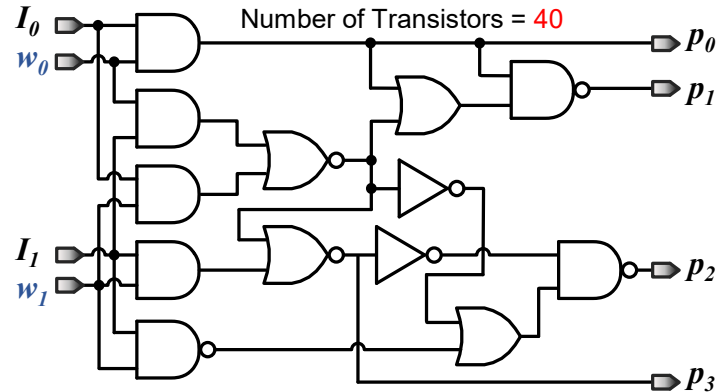 I0
Number of Transistors = 40
p0
w0
p1
I1
w1
p2
p3